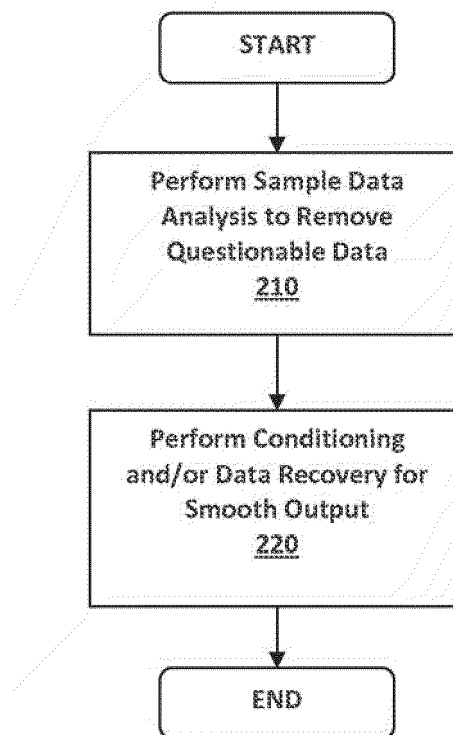 START
Perform Sample Data
Analysis to Remove
Questionable Data
210
Perform Conditioning
and/or Data Recovery for
Smooth Output
220
END